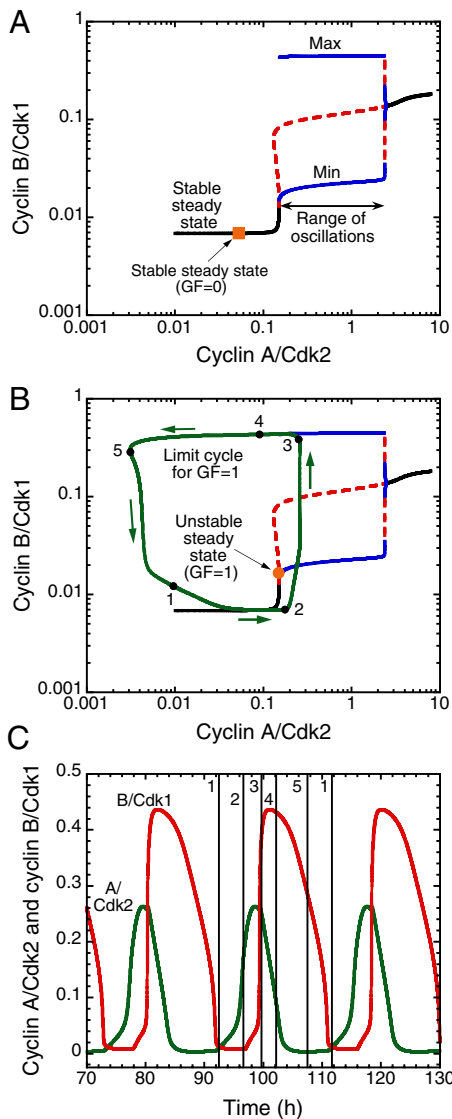 A
1
Max
Cyclin B/Cdk1
0.1
Min
Stable
steady
state
0.01
Range of
oscillations
Stable steady state
(GF=0)
0.001
0.001
0.01
0.1
1
10
Cyclin A/Cdk2
B
1
4
3
5
Limit cycle
for GF=1
Cyclin B/Cdk1
0.1
Unstable
steady
state
(GF=1)
1
2
0.01
0.001
0.001
0.01
0.1
1
10
Cyclin A/Cdk2
C
Cyclin A/Cdk2 and cyclin B/Cdk1
0.5
B/Cdk1
1
2
3
4
5
1
0.4
0.3
A/
Cdk2
0.2
0.1
0
70
80
90
100
110
120
130
Time (h)